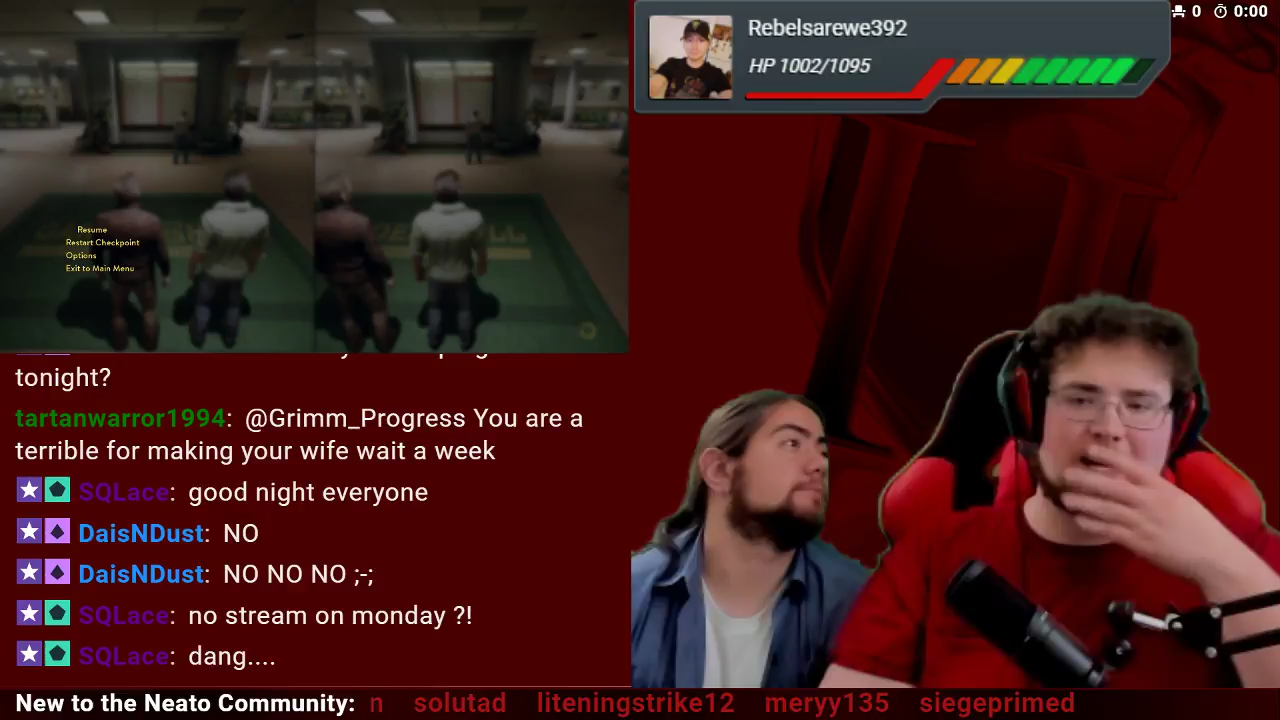 Rebelsarewe392
HP 1002/1095
0 0:00
Resume
Restart Checkpoint
Options
Exit to Main Menu
tonight?
tartanwarror1994: @Grimm_Progress You are a
terrible for making your wife wait a week
SQLace: good night everyone
DaisNDust: NO
DaisNDust: NO NO NO ;-;
SQLace: no stream on monday ?!
SQLace: dang....
New to the Neato Community: n solutad liteningstrike12 meryy135 siegeprimed